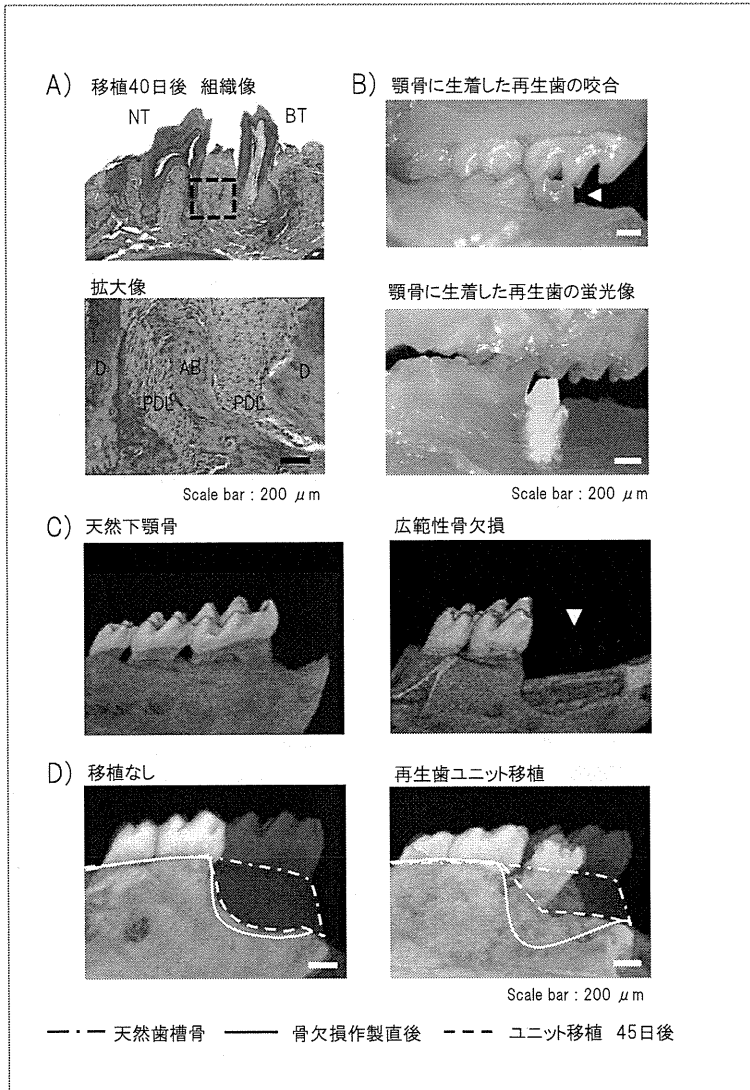 A) 移植40日後 組織像
NT
BT
拡大像
D
AB
D
PDL
PDL
Scale bar : 200 μm
B) 顎骨に生着した再生歯の咬合
顎骨に生着した再生歯の蛍光像
Scale bar : 200 μm
C) 天然下顎骨
広範性骨欠損
D) 移植なし
再生歯ユニット移植
Scale bar : 200 μm
天然歯槽骨
骨欠損作製直後
ユニット移植 45日後